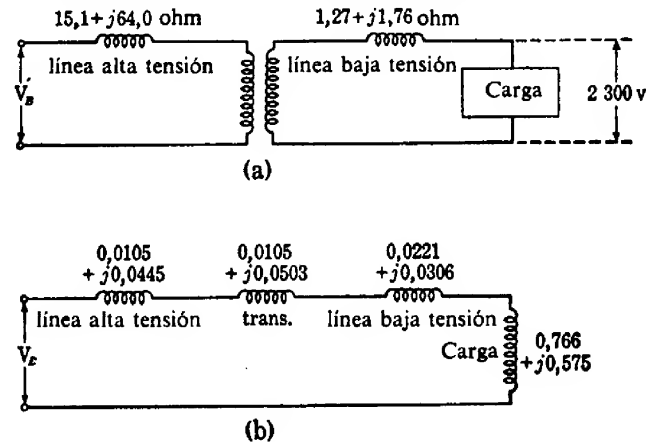 15,1+j64,0 ohm
1,27+j1,76 ohm
línea alta tensión
línea baja tensión
V'B
Carga
2 300 v
(a)
0,0105
+ j0,0445
0,0105
+ j0,0503
0,0221
+j0,0306
línea alta tensión
trans.
línea baja tensión
Carga
0,766
+j0,575
(b)